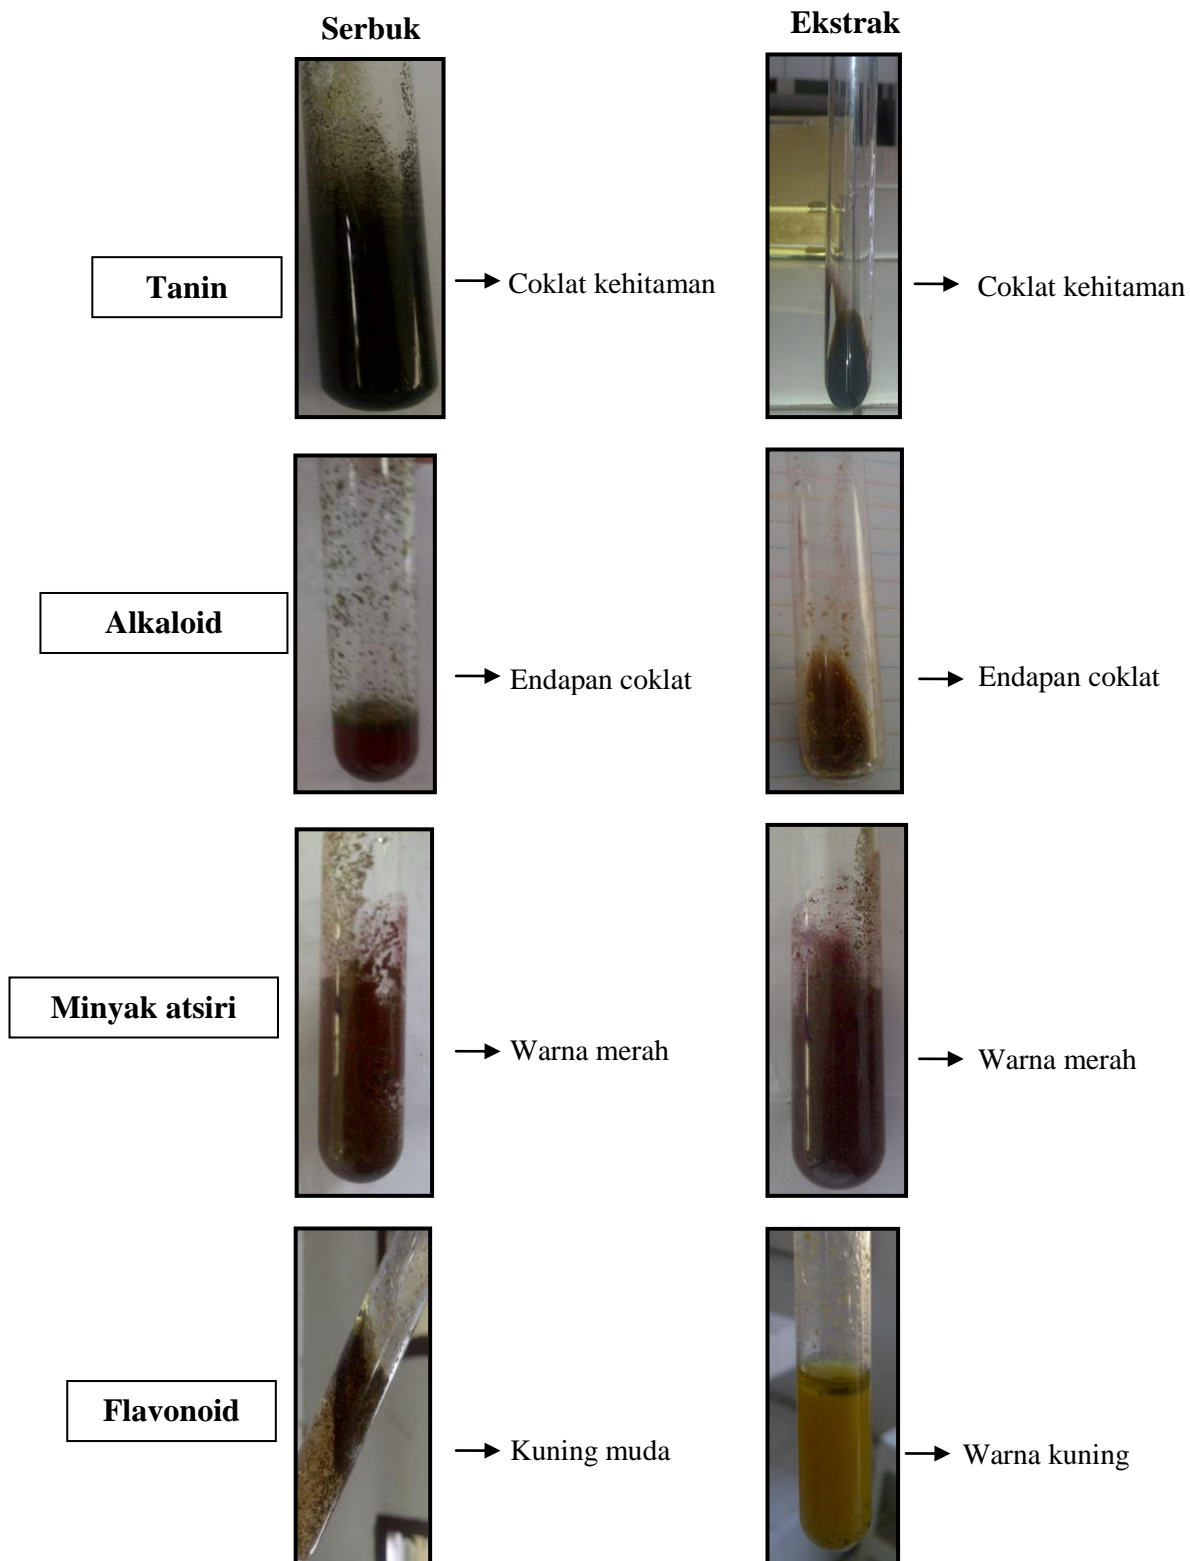 Serbuk
Ekstrak
Tanin
Coklat kehitaman
Coklat kehitaman
Alkaloid
Endapan coklat
Endapan coklat
Minyak atsiri
Warna merah
Warna merah
Flavonoid
Kuning muda
Warna kuning